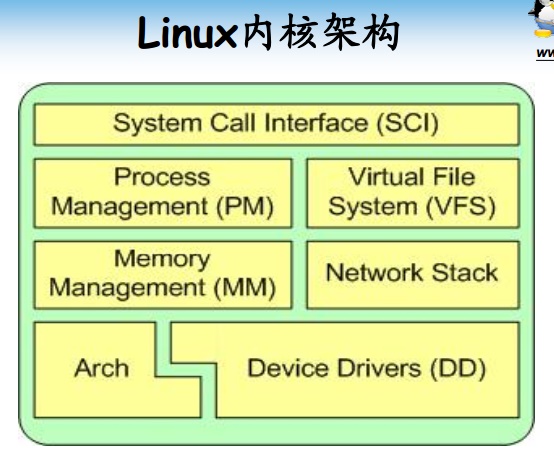 Linux内核架构
System Call Interface (SCI)
Process
Management (PM)
Virtual File
System (VFS)
Memory
Management (MM)
Network Stack
Arch
Device Drivers (DD)